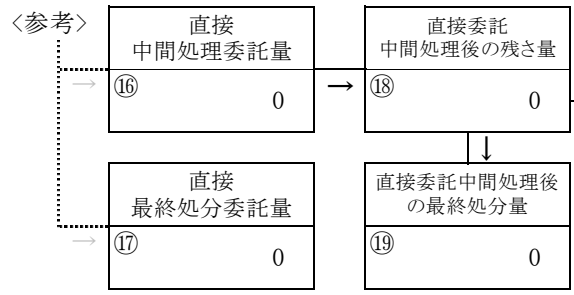 〈参考〉
直接
中間処理委託量
⑯
0
→
直接委託
中間処理後の残さ量
⑱
0
→
↓
直接
最終処分委託量
⑰
0
→
直接委託中間処理後
の最終処分量
⑲
0